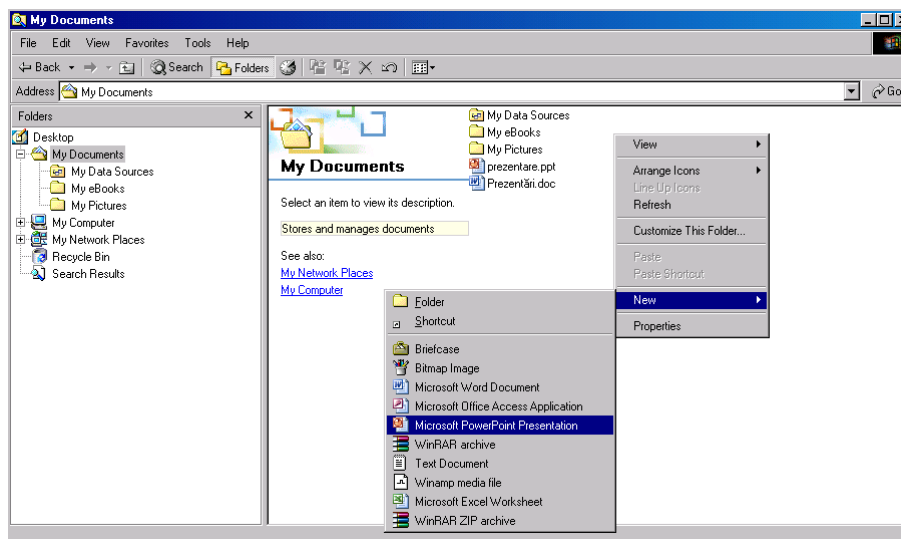 My Documents
File Edit View Favorites Tools Help
Back Search Folders
Address My Documents Go
Folders
Desktop
My Documents
My Data Sources
My eBooks
My Pictures
My Computer
My Network Places
Recycle Bin
Search Results
My Documents
Select an item to view its description.
Stores and manages documents
See also:
My Network Places
My Computer
My Data Sources
My eBooks
My Pictures
prezentare.ppt
Prezentări.doc
View
Arrange Icons
Line Up Icons
Refresh
Customize This Folder...
Paste
Paste Shortcut
New
Properties
Folder
Shortcut
Briefcase
Bitmap Image
Microsoft Word Document
Microsoft Office Access Application
Microsoft PowerPoint Presentation
WinRAR archive
Text Document
Winamp media file
Microsoft Excel Worksheet
WinRAR ZIP archive